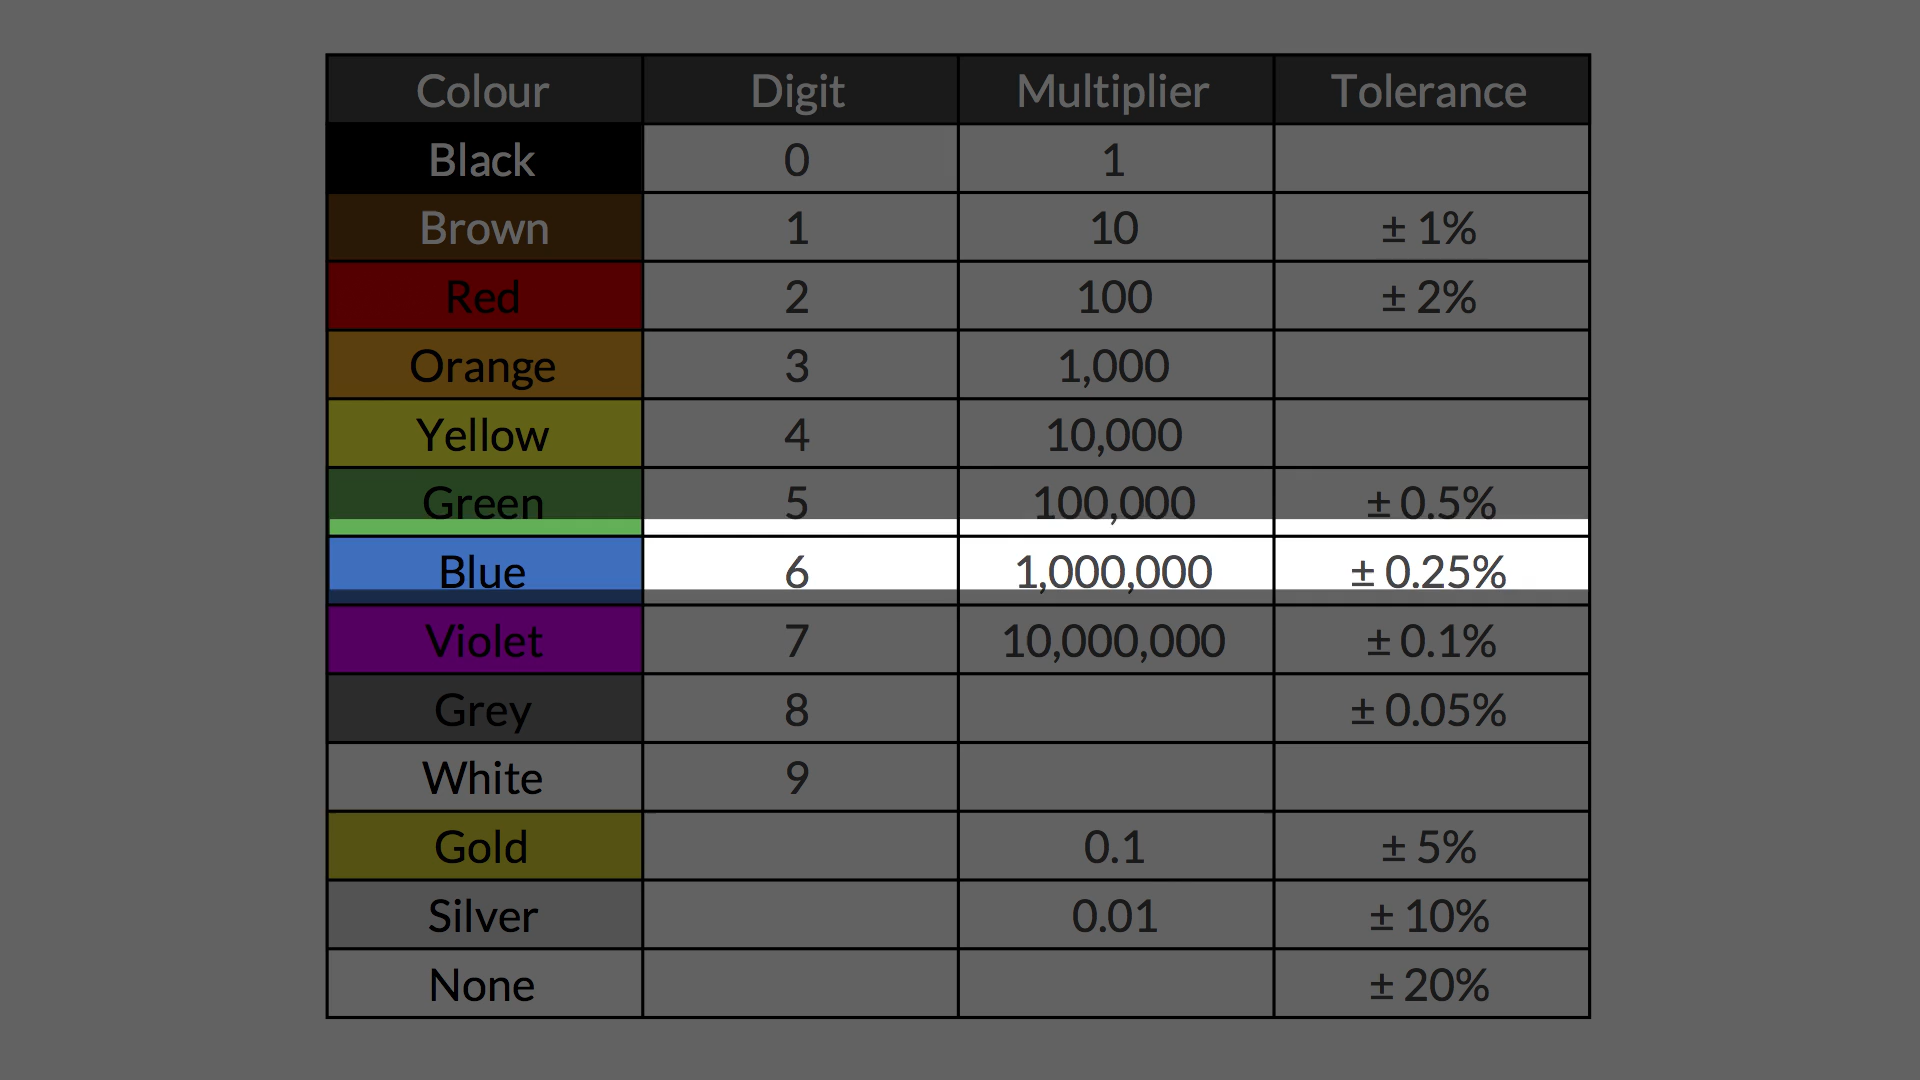 Colour Digit Multiplier Tolerance
Black 0 1
Brown 1 10 ± 1%
Red 2 100 ± 2%
Orange 3 1,000
Yellow 4 10,000
Green 5 100,000 ± 0.5%
Blue 6 1,000,000 ± 0.25%
Violet 7 10,000,000 ± 0.1%
Grey 8 ± 0.05%
White 9
Gold 0.1 ± 5%
Silver 0.01 ± 10%
None ± 20%